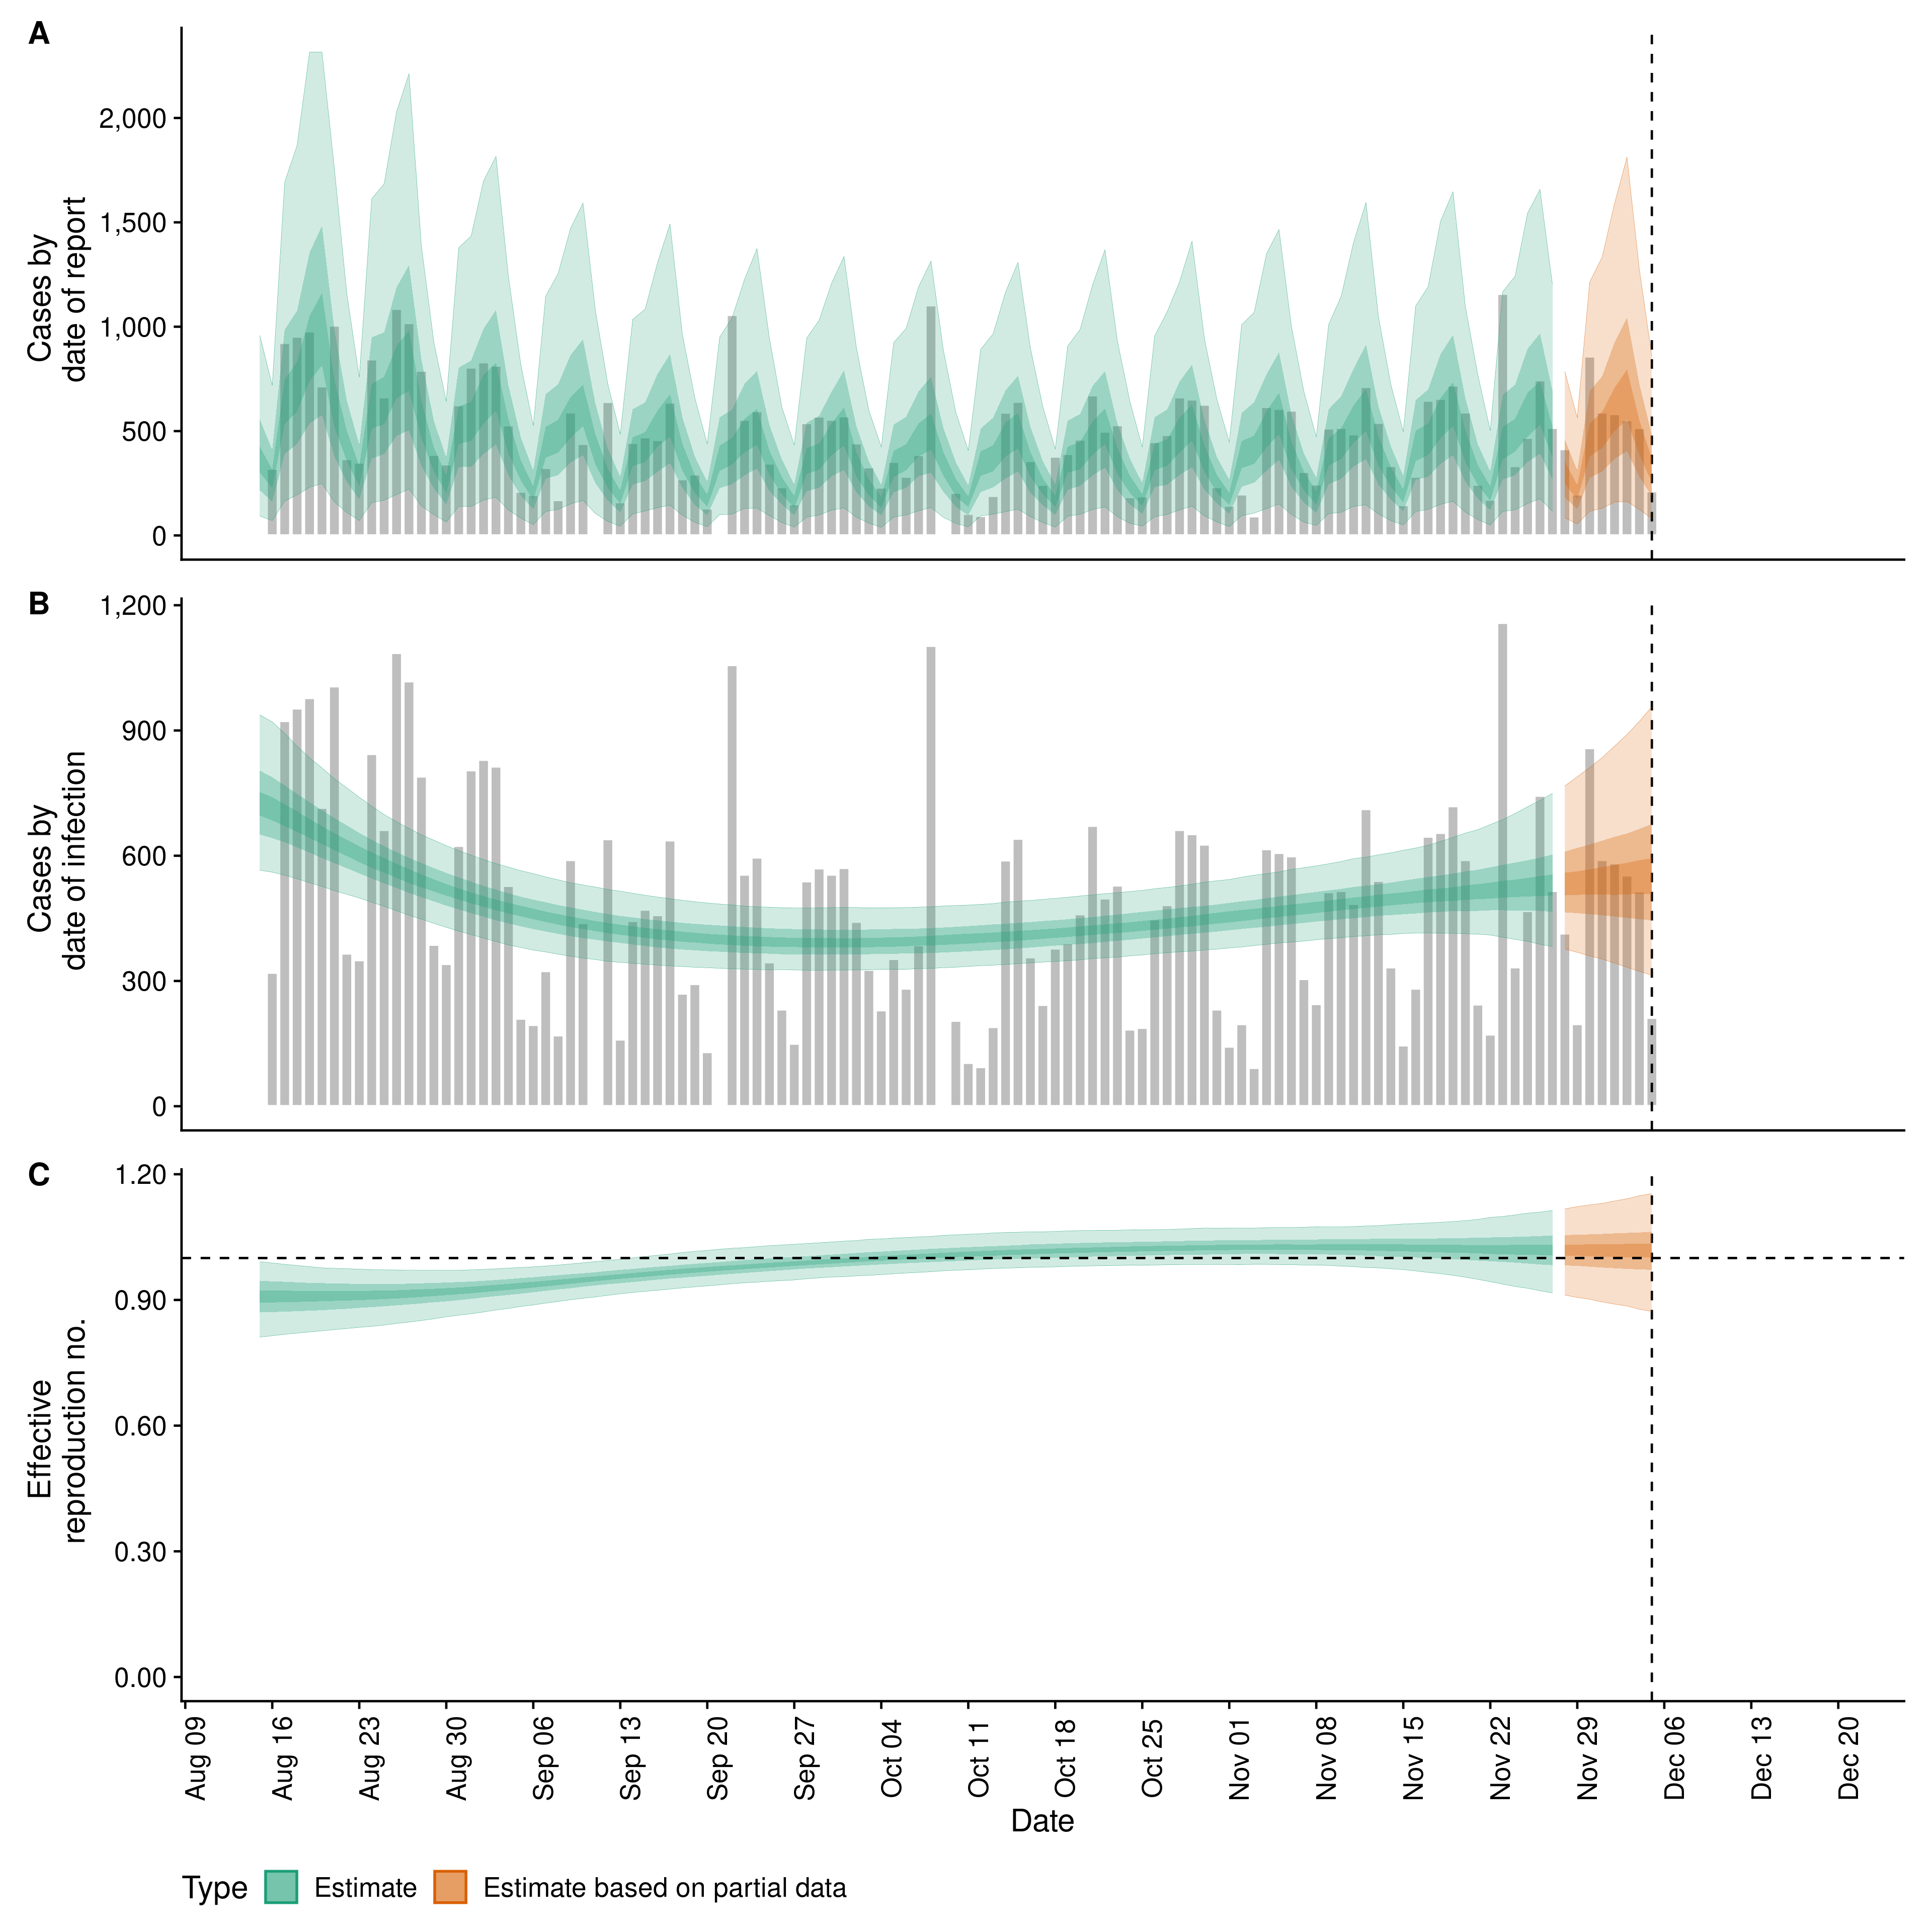 A
Cases by
date of report
2,000
1,500
1,000
500
0
B
Cases by
date of infection
1,200
900
600
300
0
C
Effective
reproduction no.
1.20
0.90
0.60
0.30
0.00
Aug 09
Aug 16
Aug 23
Aug 30
Sep 06
Sep 13
Sep 20
Sep 27
Oct 04
Oct 11
Oct 18
Oct 25
Nov 01
Nov 08
Nov 15
Nov 22
Nov 29
Dec 06
Dec 13
Dec 20
Date
Type Estimate Estimate based on partial data